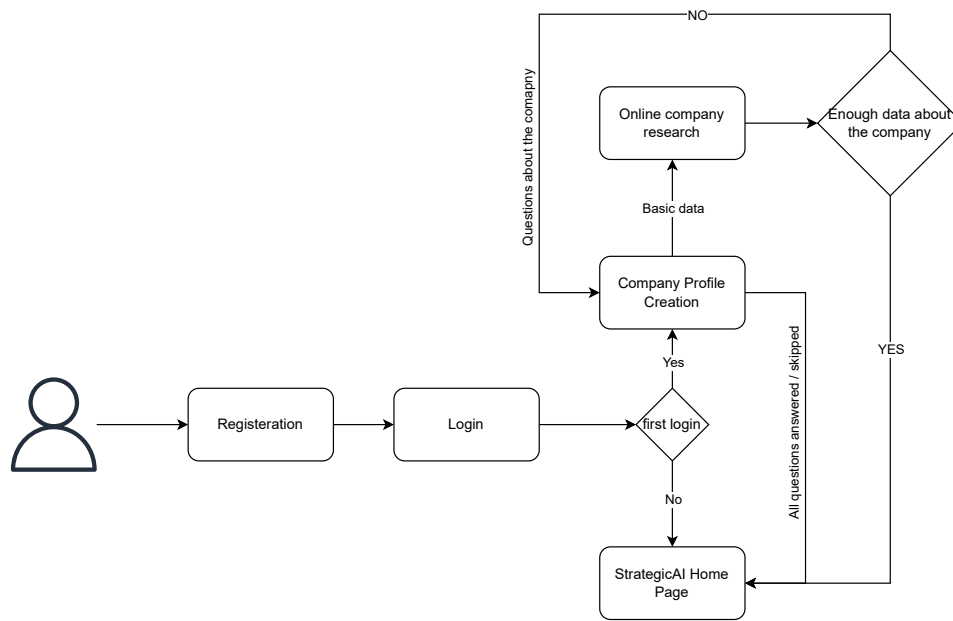 NO
Questions about the comapny
Online company
research
Enough data about
the company
Basic data
Company Profile
Creation
Yes
All questions answered / skipped
YES
Registeration
Login
first login
No
StrategicAI Home
Page